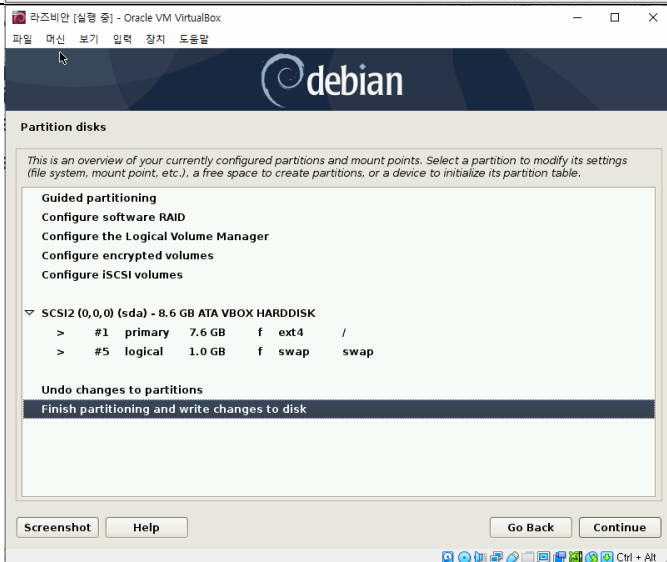 라즈비안 [실행 중] - Oracle VM VirtualBox
파일 머신 보기 입력 장치 도움말
debian
Partition disks
This is an overview of your currently configured partitions and mount points. Select a partition to modify its settings
(file system, mount point, etc.), a free space to create partitions, or a device to initialize its partition table.
Guided partitioning
Configure software RAID
Configure the Logical Volume Manager
Configure encrypted volumes
Configure iSCSI volumes
SCSI2 (0,0,0) (sda) - 8.6 GB ATA VBOX HARDDISK
> #1 primary 7.6 GB f ext4 /
> #5 logical 1.0 GB f swap swap
Undo changes to partitions
Finish partitioning and write changes to disk
Screenshot Help Go Back Continue
Ctrl + Alt